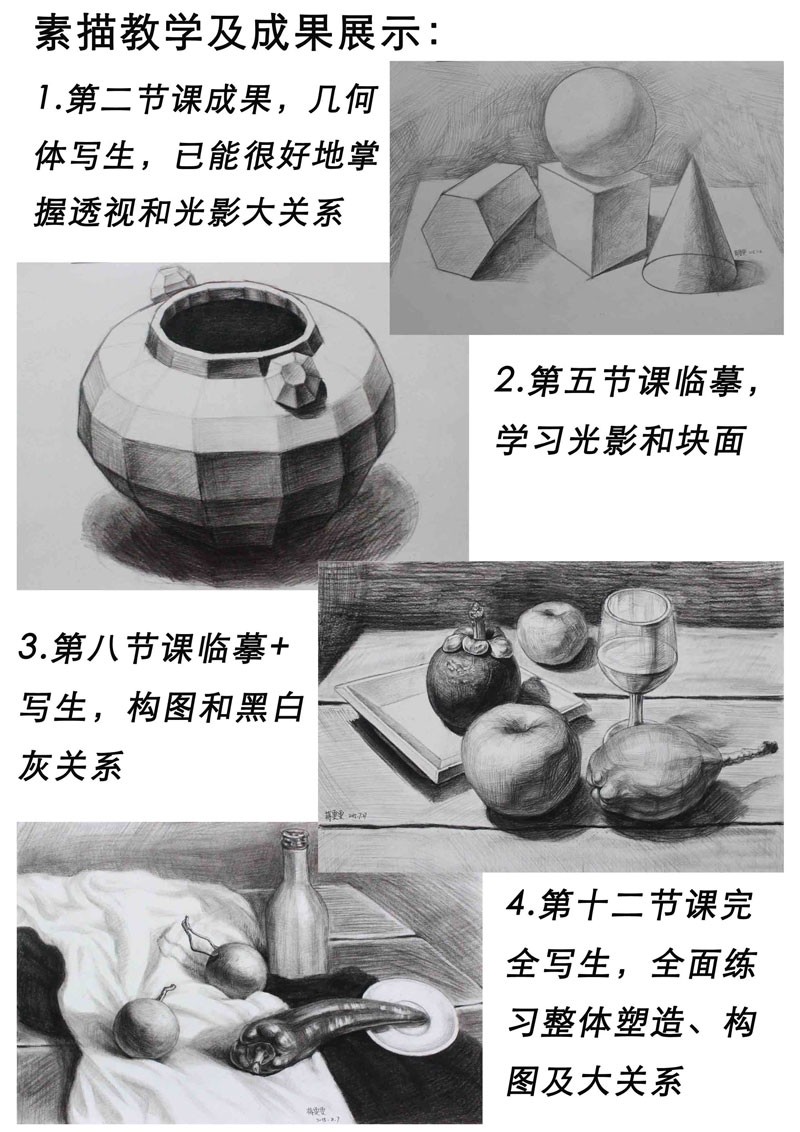 素描教学及成果展示：
1.第二节课成果，几何
体写生，已能很好地掌
握透视和光影大关系
2.第五节课临摹，
学习光影和块面
3.第八节课临摹+
写生，构图和黑白
灰关系
4.第十二节课完
全写生，全面练
习整体塑造、构
图及大关系